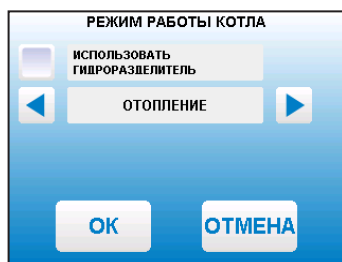 РЕЖИМ РАБОТЫ КОТЛА
ИСПОЛЬЗОВАТЬ
ГИДРОРАЗДЕЛИТЕЛЬ
ОТОПЛЕНИЕ
ОК
ОТМЕНА